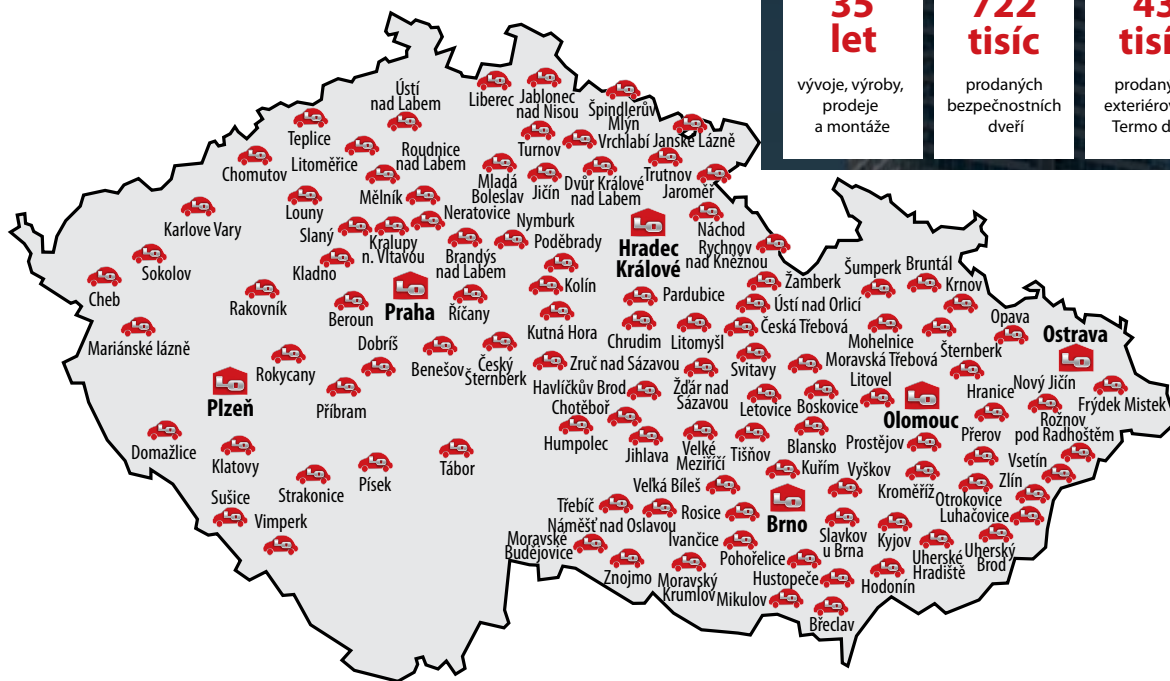 35
let
vývoje, výroby,
prodeje
a montáže
722
tisíc
prodaných
bezpečnostních
dveří
43
Termo
Ústí
nad Labem
Liberec
Jablonec
nad Nisou
Špindlerův
Mlýn
Vrchlabí
Janské Lázně
Teplice
Litoměřice
Roudnice
nad Labem
Turnov
Trutnov
Chomutov
Mělník
Mladá
Boleslav
Jičín
Dvůr Králové
nad Labem
Jaroměř
Karlove Vary
Louny
Slaný
Kralupy
n. Vltavou
Neratovice
Nymburk
Poděbrady
Brandýs
nad Labem
Hradec
Králové
Náchod
Rychnov
nad Kněžnou
Sokolov
Cheb
Kladno
Rakovník
Beroun
Praha
Říčany
Kolín
Pardubice
Žamberk
Šumperk
Bruntál
Krnov
Mariánské lázně
Dobríš
Kutná Hora
Chrudim
Litomyšl
Ústí nad Orlicí
Česká Třebová
Mohelnice
Opava
Ostrava
Rokycany
Benešov
Český
Šternberk
Zruč nad Sázavou
Svitavy
Moravská Třebová
Šternberk
Plzeň
Příbram
Havlíčkův Brod
Žďár nad
Sázavou
Letovice
Boskovice
Litovel
Olomouc
Hranice
Nový Jičín
Frýdek Mistek
Chotěboř
Humpolec
Jihlava
Velké
Meziříčí
Tišňov
Blansko
Prostějov
Přerov
Rožnov
pod Radhoštěm
Domažlice
Klatovy
Strakonice
Písek
Tábor
Kuřim
Vyškov
Kroměříž
Vsetín
Zlín
Otrokovice
Luhačovice
Sušice
Vimperk
Veľká Bíleš
Třebíč
Náměšť nad Oslavou
Rosice
Brno
Slavkov
u Brna
Kyjov
Uherské
Hradiště
Uherský
Brod
Moravské
Budějovice
Ivančice
Pohořelice
Znojmo
Moravský
Krumlov
Hustopeče
Mikulov
Hodonín
Břeclav